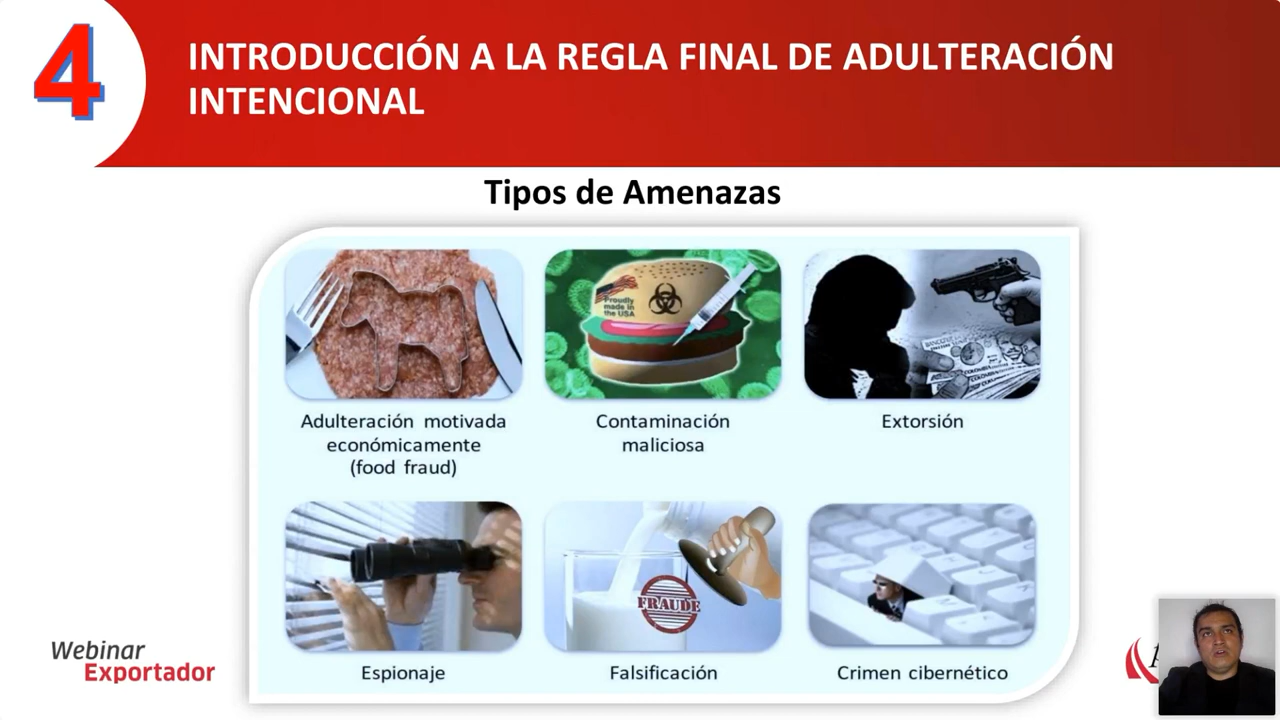 4
INTRODUCCIÓN A LA REGLA FINAL DE ADULTERACIÓN
INTENCIONAL
Tipos de Amenazas
Proudly
made in
the USA
Adulteración motivada
económicamente
(food fraud)
Contaminación
maliciosa
Extorsión
FRAUDE
Espionaje
Falsificación
Crimen cibernético
Webinar
Exportador